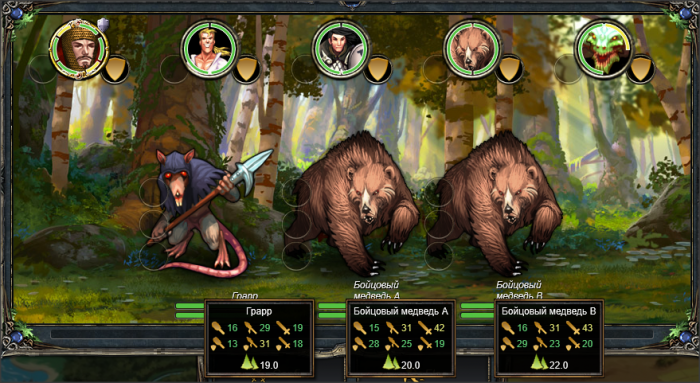 Грарр
Бойцовый
медведь A
Бойцовый
медведь B
Грарр
16 29 19
13 31 18
19.0
Бойцовый медведь A
15 31 42
28 25 19
20.0
Бойцовый медведь B
16 31 43
29 23 20
22.0